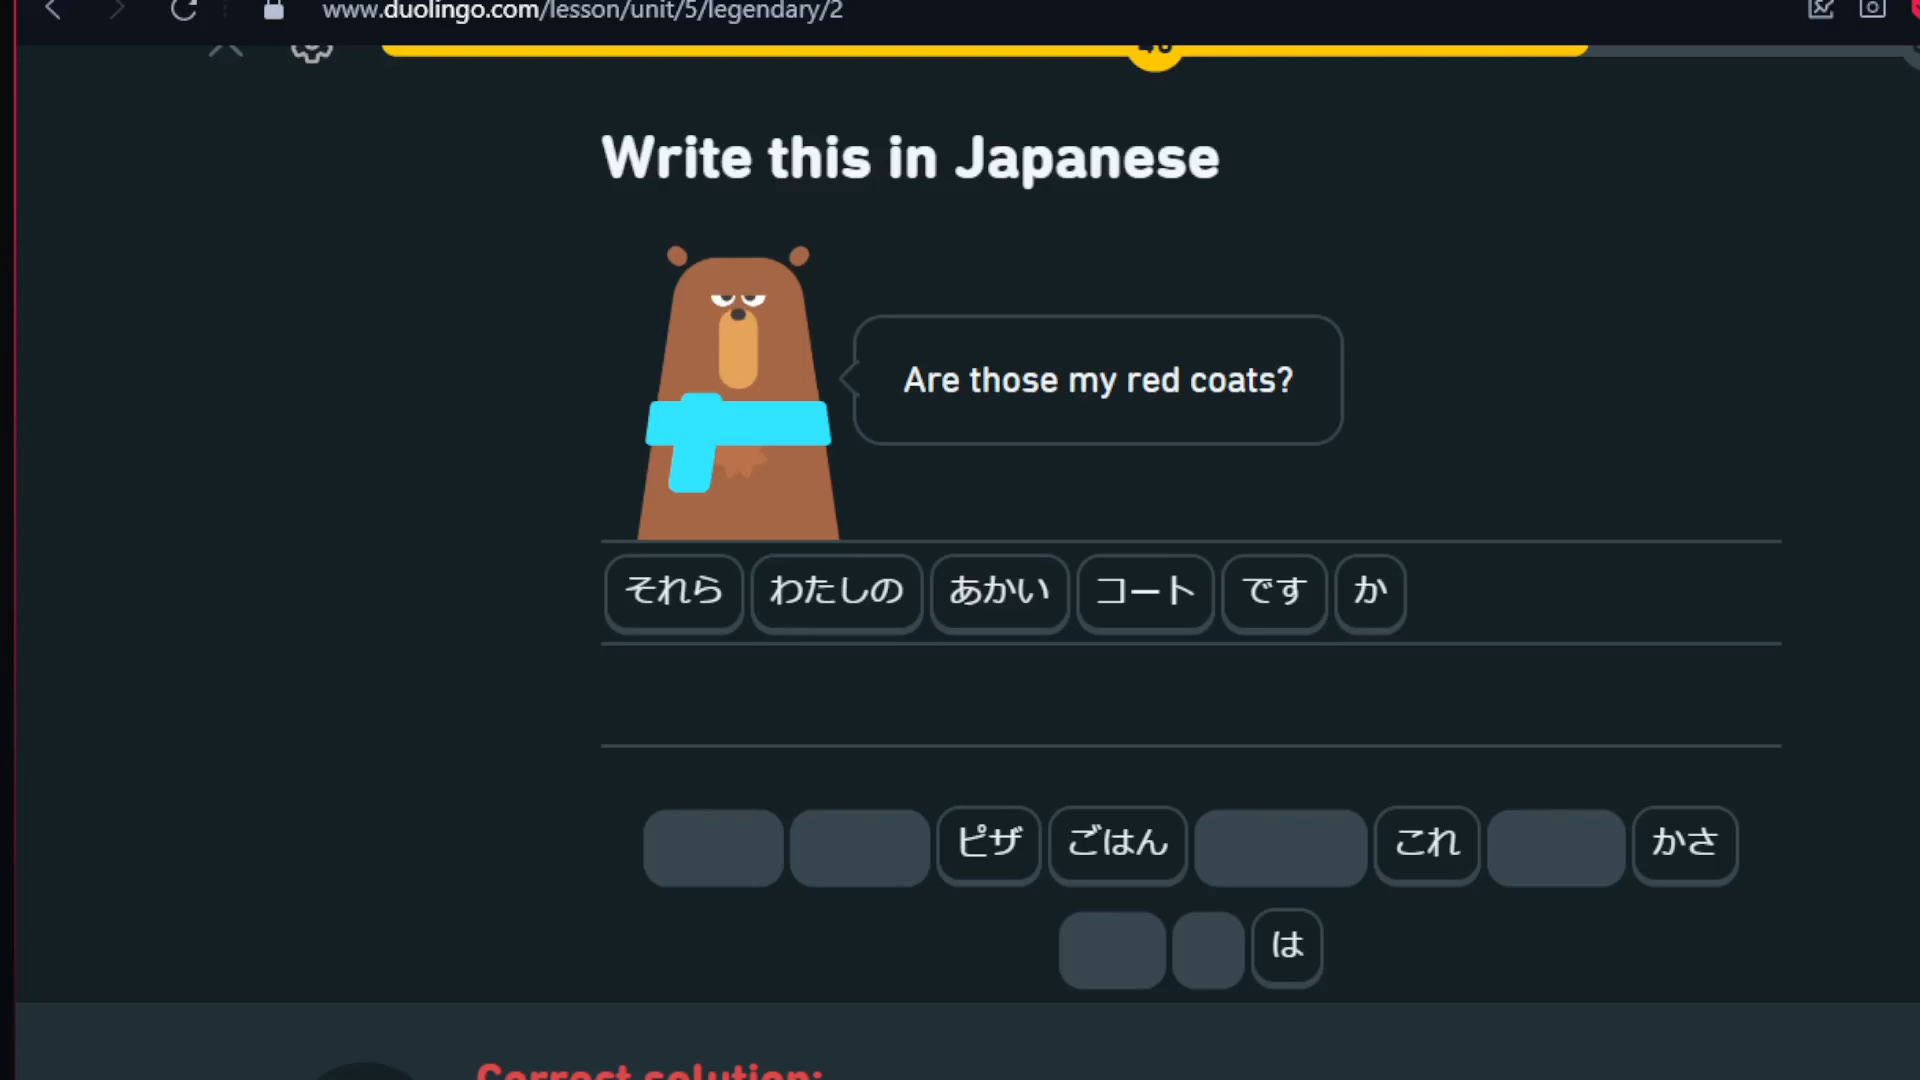 www.duolingo.com/lesson/unit/5/legendary/2
Write this in Japanese
Are those my red coats?
それら わたしの あかい コート です か
ピザ ごはん これ かさ
は
Correct solution: